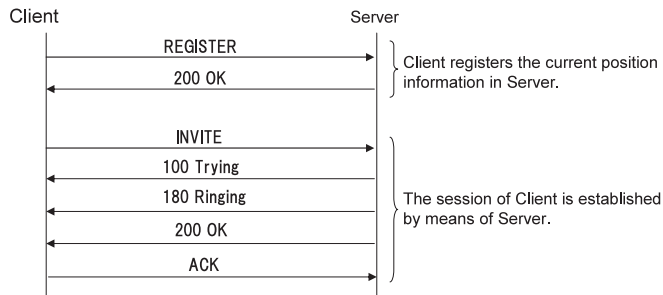 Client
Server
REGISTER
200 OK
Client registers the current position
information in Server.
INVITE
100 Trying
180 Ringing
200 OK
ACK
The session of Client is established
by means of Server.